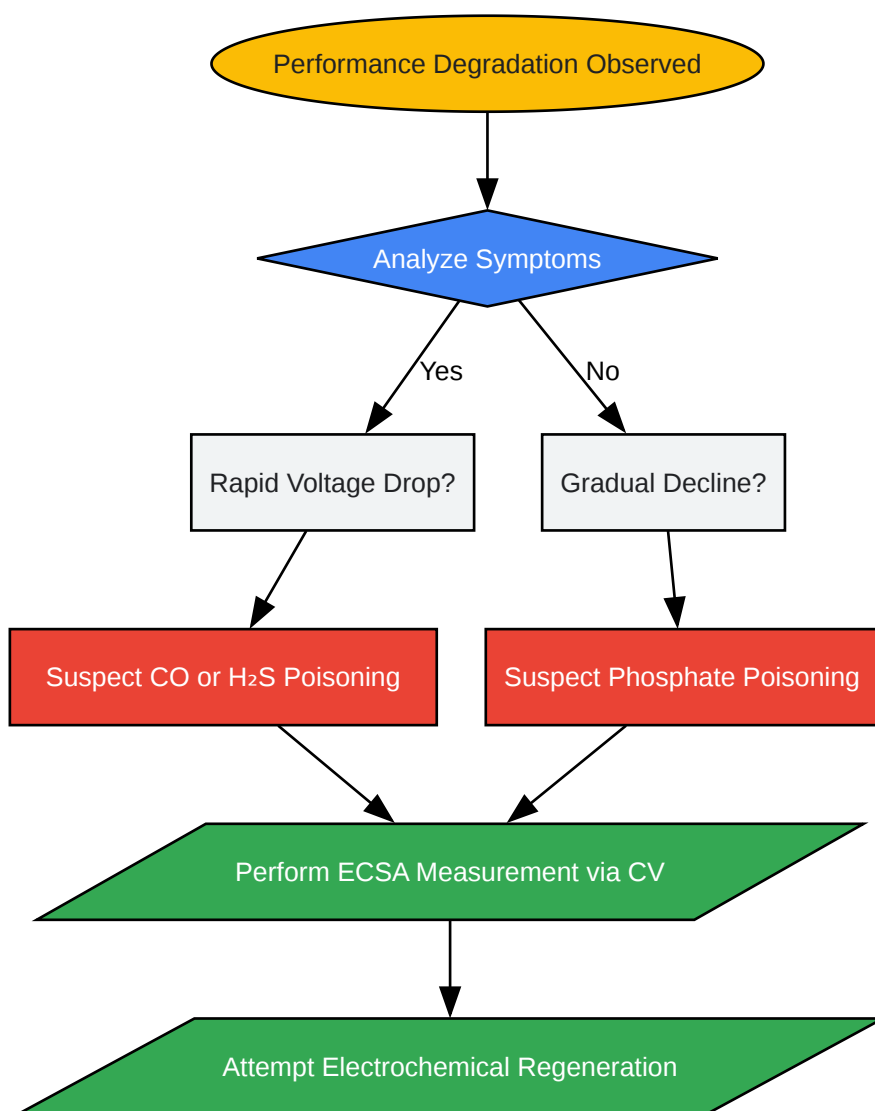 Performance Degradation Observed
Analyze Symptoms
Yes
No
Rapid Voltage Drop?
Gradual Decline?
Suspect CO or H₂S Poisoning
Suspect Phosphate Poisoning
Perform ECSA Measurement via CV
Attempt Electrochemical Regeneration